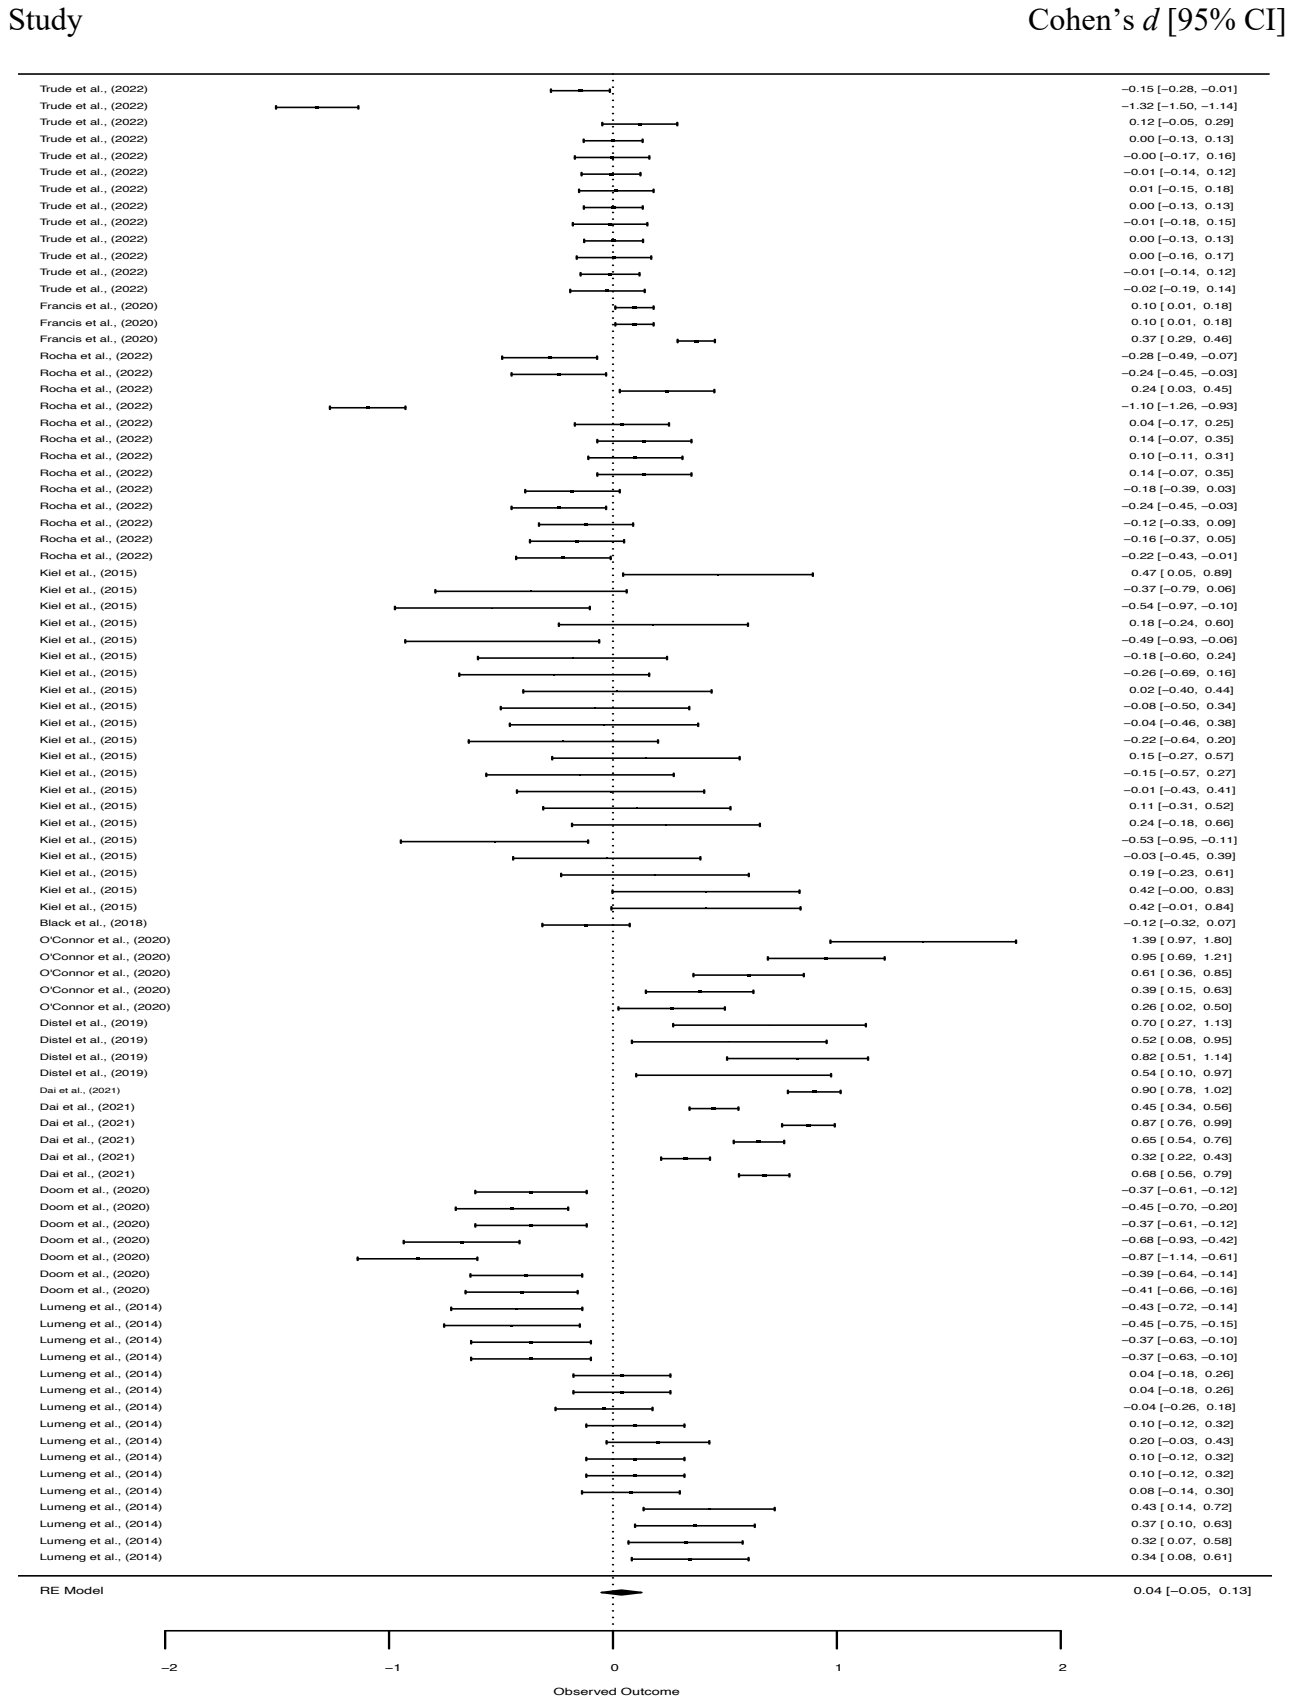 Study Cohen's d [95% CI]
Trude et al., (2022) −0.15 [−0.28, −0.01]
Trude et al., (2022) −1.32 [−1.50, −1.14]
Trude et al., (2022) 0.12 [−0.05, 0.29]
Trude et al., (2022) 0.00 [−0.13, 0.13]
Trude et al., (2022) −0.00 [−0.17, 0.16]
Trude et al., (2022) −0.01 [−0.14, 0.12]
Trude et al., (2022) 0.01 [−0.15, 0.18]
Trude et al., (2022) 0.00 [−0.13, 0.13]
Trude et al., (2022) −0.01 [−0.18, 0.15]
Trude et al., (2022) 0.00 [−0.13, 0.13]
Trude et al., (2022) 0.00 [−0.16, 0.17]
Trude et al., (2022) −0.01 [−0.14, 0.12]
Trude et al., (2022) −0.02 [−0.19, 0.14]
Francis et al., (2020) 0.10 [ 0.01, 0.18]
Francis et al., (2020) 0.10 [ 0.01, 0.18]
Francis et al., (2020) 0.37 [ 0.29, 0.46]
Rocha et al., (2022) −0.28 [−0.49, −0.07]
Rocha et al., (2022) −0.24 [−0.45, −0.03]
Rocha et al., (2022) 0.24 [ 0.03, 0.45]
Rocha et al., (2022) −1.10 [−1.26, −0.93]
Rocha et al., (2022) 0.04 [−0.17, 0.25]
Rocha et al., (2022) 0.14 [−0.07, 0.35]
Rocha et al., (2022) 0.10 [−0.11, 0.31]
Rocha et al., (2022) 0.14 [−0.07, 0.35]
Rocha et al., (2022) −0.18 [−0.39, 0.03]
Rocha et al., (2022) −0.24 [−0.45, −0.03]
Rocha et al., (2022) −0.12 [−0.33, 0.09]
Rocha et al., (2022) −0.16 [−0.37, 0.05]
Rocha et al., (2022) −0.22 [−0.43, −0.01]
Kiel et al., (2015) 0.47 [ 0.05, 0.89]
Kiel et al., (2015) −0.37 [−0.79, 0.06]
Kiel et al., (2015) −0.54 [−0.97, −0.10]
Kiel et al., (2015) 0.18 [−0.24, 0.60]
Kiel et al., (2015) −0.49 [−0.93, −0.06]
Kiel et al., (2015) −0.18 [−0.60, 0.24]
Kiel et al., (2015) −0.26 [−0.69, 0.16]
Kiel et al., (2015) 0.02 [−0.40, 0.44]
Kiel et al., (2015) −0.08 [−0.50, 0.34]
Kiel et al., (2015) −0.04 [−0.46, 0.38]
Kiel et al., (2015) −0.22 [−0.64, 0.20]
Kiel et al., (2015) 0.15 [−0.27, 0.57]
Kiel et al., (2015) −0.15 [−0.57, 0.27]
Kiel et al., (2015) −0.01 [−0.43, 0.41]
Kiel et al., (2015) 0.11 [−0.31, 0.52]
Kiel et al., (2015) 0.24 [−0.18, 0.66]
Kiel et al., (2015) −0.53 [−0.95, −0.11]
Kiel et al., (2015) −0.03 [−0.45, 0.39]
Kiel et al., (2015) 0.19 [−0.23, 0.61]
Kiel et al., (2015) 0.42 [−0.00, 0.83]
Kiel et al., (2015) 0.42 [−0.01, 0.84]
Black et al., (2018) −0.12 [−0.32, 0.07]
O'Connor et al., (2020) 1.39 [ 0.97, 1.80]
O'Connor et al., (2020) 0.95 [ 0.69, 1.21]
O'Connor et al., (2020) 0.61 [ 0.36, 0.85]
O'Connor et al., (2020) 0.39 [ 0.15, 0.63]
O'Connor et al., (2020) 0.26 [ 0.02, 0.50]
Distel et al., (2019) 0.70 [ 0.27, 1.13]
Distel et al., (2019) 0.52 [ 0.08, 0.95]
Distel et al., (2019) 0.82 [ 0.51, 1.14]
Distel et al., (2019) 0.54 [ 0.10, 0.97]
Dai et al., (2021) 0.90 [ 0.78, 1.02]
Dai et al., (2021) 0.45 [ 0.34, 0.56]
Dai et al., (2021) 0.87 [ 0.76, 0.99]
Dai et al., (2021) 0.65 [ 0.54, 0.76]
Dai et al., (2021) 0.32 [ 0.22, 0.43]
Dai et al., (2021) 0.68 [ 0.56, 0.79]
Doom et al., (2020) −0.37 [−0.61, −0.12]
Doom et al., (2020) −0.45 [−0.70, −0.20]
Doom et al., (2020) −0.37 [−0.61, −0.12]
Doom et al., (2020) −0.68 [−0.93, −0.42]
Doom et al., (2020) −0.87 [−1.14, −0.61]
Doom et al., (2020) −0.39 [−0.64, −0.14]
Doom et al., (2020) −0.41 [−0.66, −0.16]
Lumeng et al., (2014) −0.43 [−0.72, −0.14]
Lumeng et al., (2014) −0.45 [−0.75, −0.15]
Lumeng et al., (2014) −0.37 [−0.63, −0.10]
Lumeng et al., (2014) −0.37 [−0.63, −0.10]
Lumeng et al., (2014) 0.04 [−0.18, 0.26]
Lumeng et al., (2014) 0.04 [−0.18, 0.26]
Lumeng et al., (2014) −0.04 [−0.26, 0.18]
Lumeng et al., (2014) 0.10 [−0.12, 0.32]
Lumeng et al., (2014) 0.20 [−0.03, 0.43]
Lumeng et al., (2014) 0.10 [−0.12, 0.32]
Lumeng et al., (2014) 0.10 [−0.12, 0.32]
Lumeng et al., (2014) 0.08 [−0.14, 0.30]
Lumeng et al., (2014) 0.43 [ 0.14, 0.72]
Lumeng et al., (2014) 0.37 [ 0.10, 0.63]
Lumeng et al., (2014) 0.32 [ 0.07, 0.58]
Lumeng et al., (2014) 0.34 [ 0.08, 0.61]
RE Model 0.04 [−0.05, 0.13]
−2 −1 0 1 2
Observed Outcome